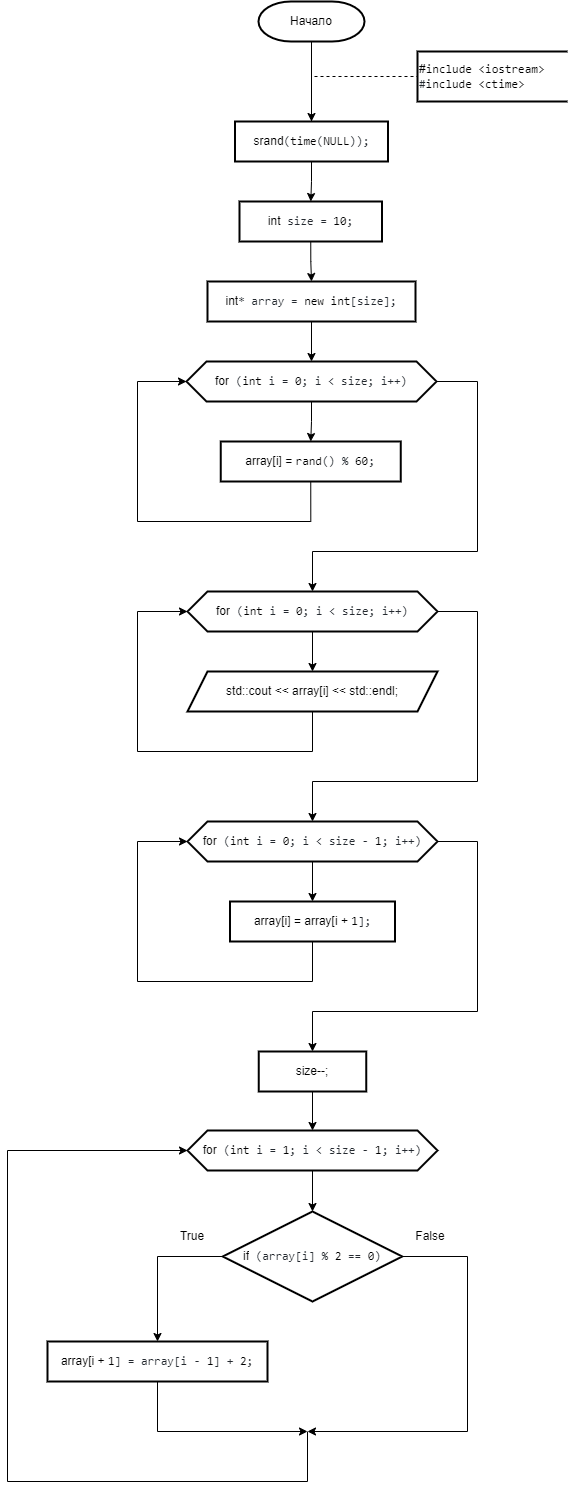 Начало
#include <iostream>
#include <ctime>
srand(time(NULL));
int size = 10;
int* array = new int[size];
for (int i = 0; i < size; i++)
array[i] = rand() % 60;
for (int i = 0; i < size; i++)
std::cout << array[i] << std::endl;
for (int i = 0; i < size - 1; i++)
array[i] = array[i + 1];
size--;
for (int i = 1; i < size - 1; i++)
True
False
if (array[i] % 2 == 0)
array[i + 1] = array[i - 1] + 2;